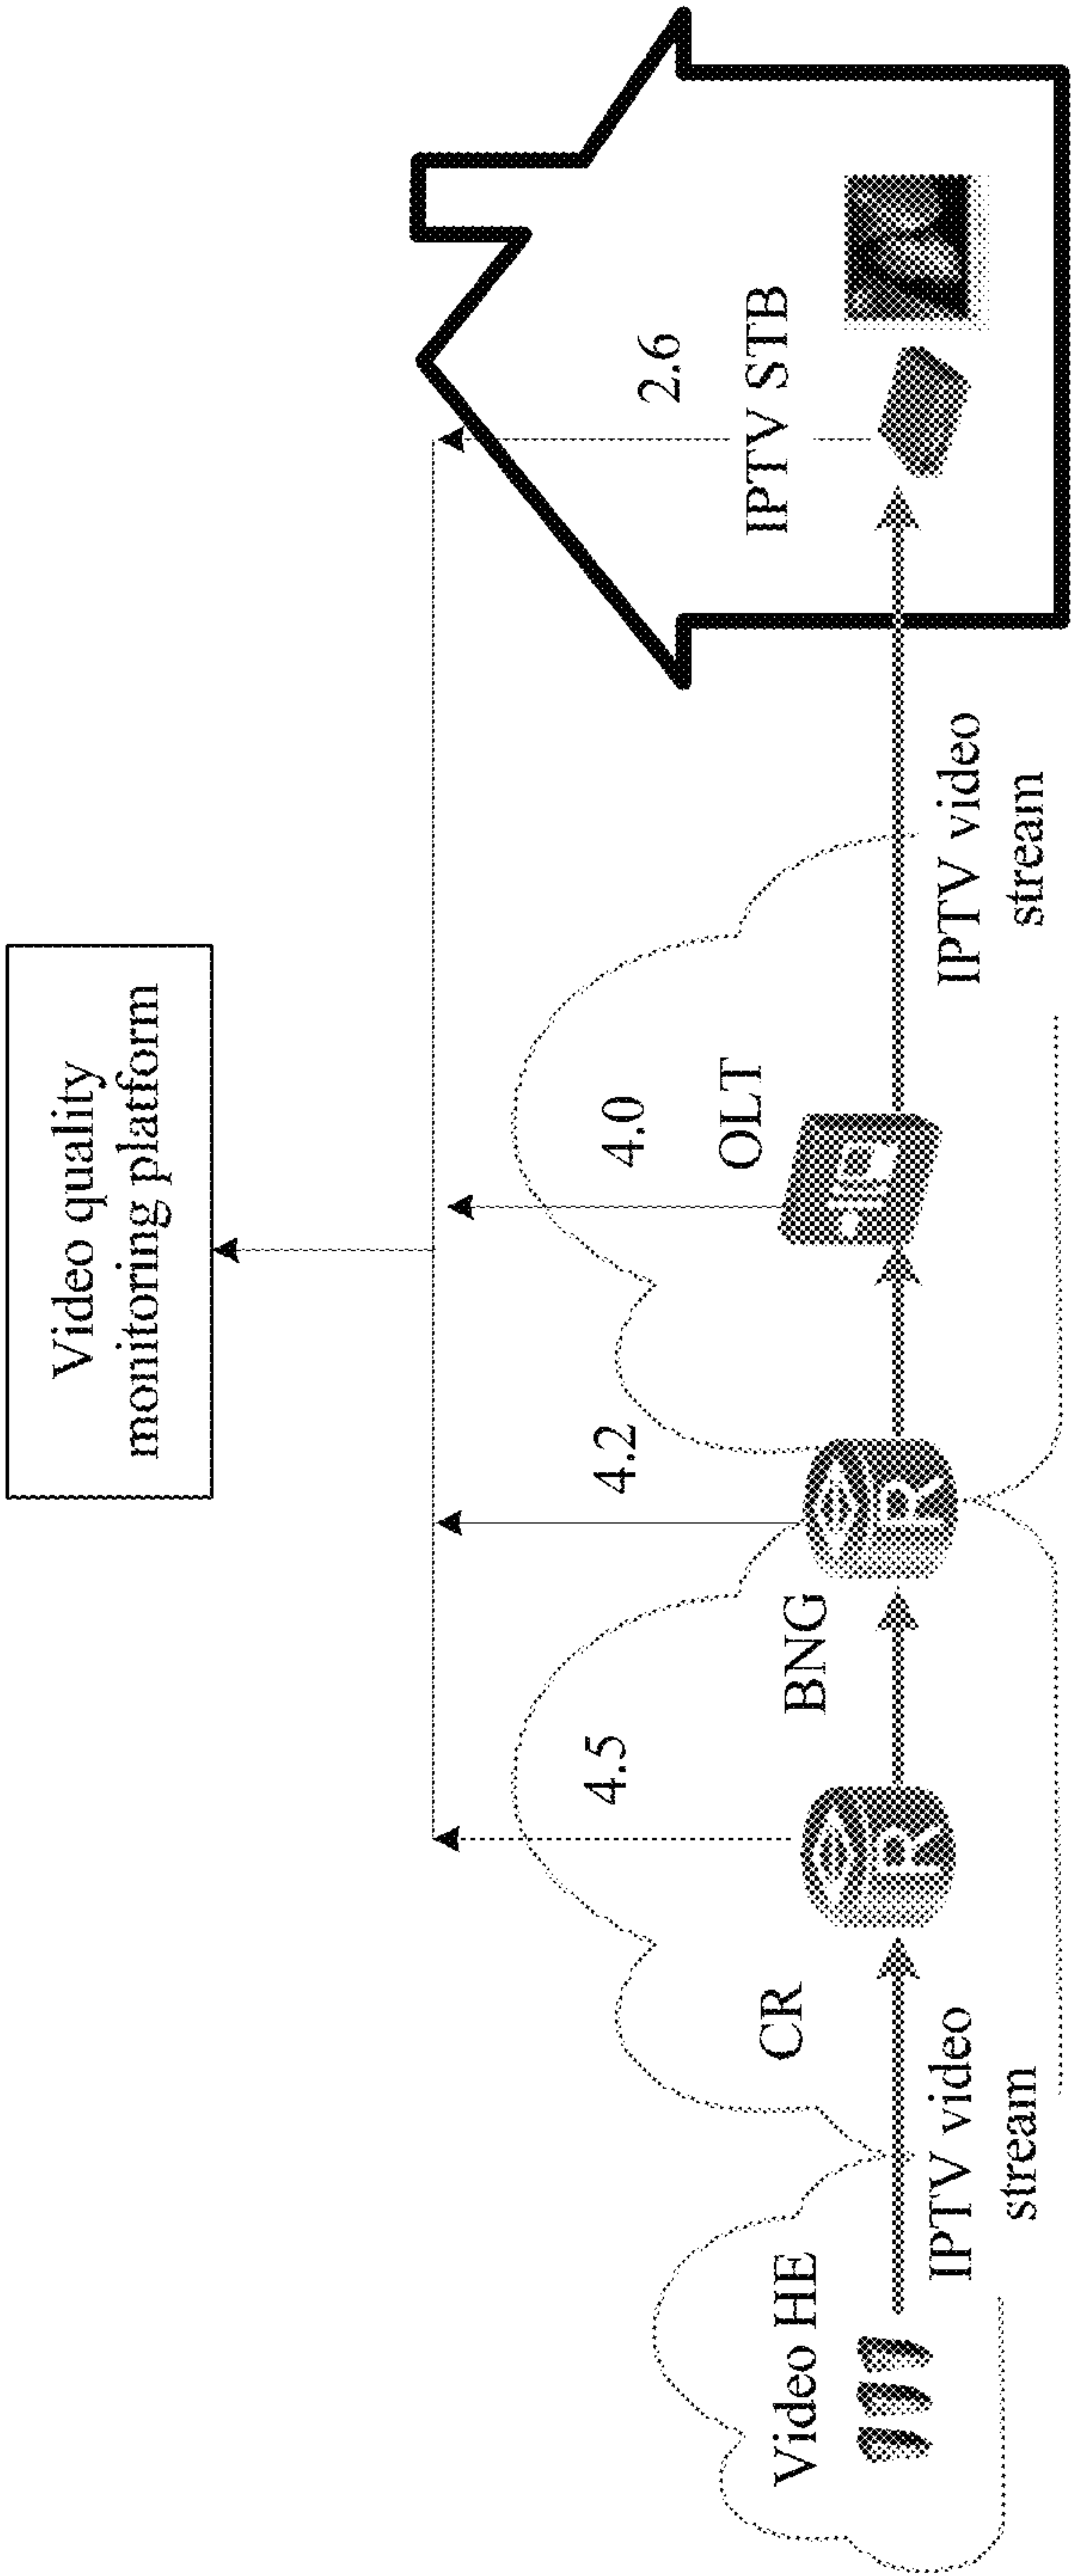 Video quality
monitoring platform
4.5
4.2
4.0
2.6
Video HE
CR
BNG
OLT
IPTV STB
R
R
IPTV video
stream
IPTV video
stream